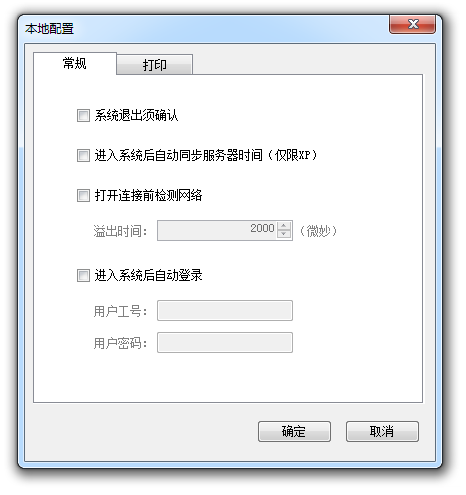 本地配置
常规 打印
系统退出须确认
进入系统后自动同步服务器时间（仅限XP）
打开连接前检测网络
溢出时间： 2000 （微妙）
进入系统后自动登录
用户工号：
用户密码：
确定 取消